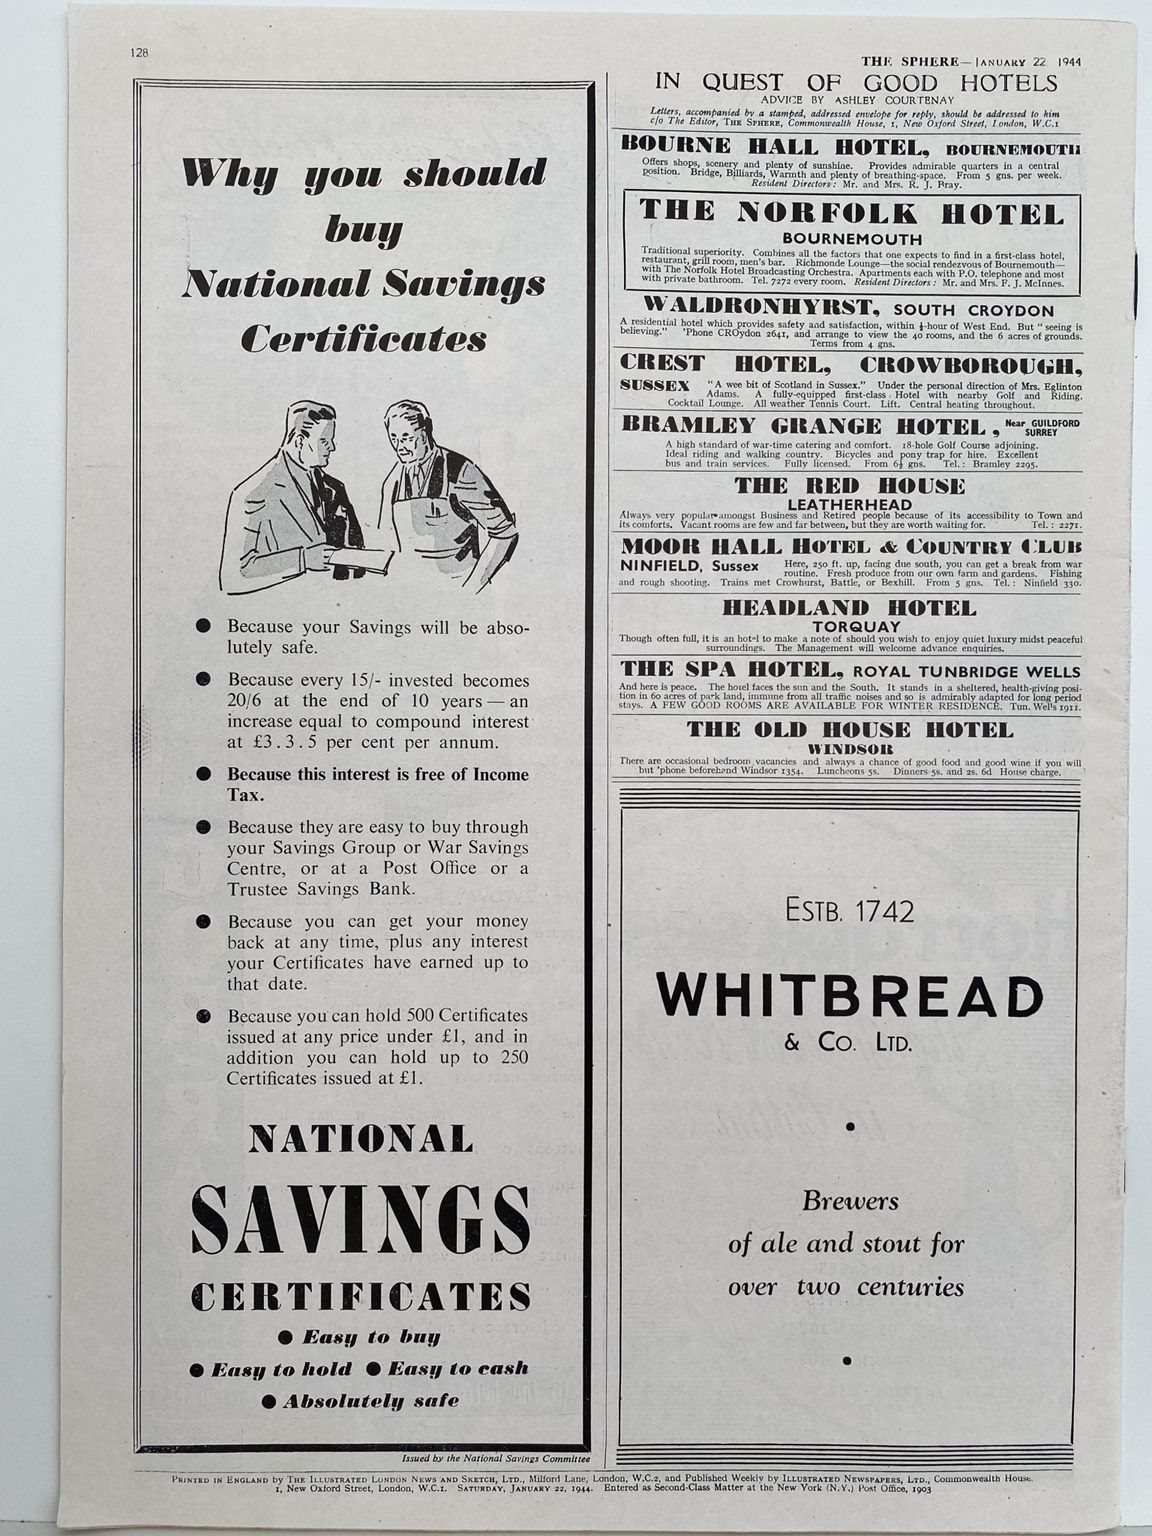 128
THE SPHERE—JANUARY 22 1944
Why you should
buy
National Savings
Certificates
Because your Savings will be abso-
lutely safe.
Because every 15/- invested becomes
20/6 at the end of 10 years — an
increase equal to compound interest
at £3.3.5 per cent per annum.
Because this interest is free of Income
Tax.
Because they are easy to buy through
your Savings Group or War Savings
Centre, or at a Post Office or a
Trustee Savings Bank.
Because you can get your money
back at any time, plus any interest
your Certificates have earned up to
that date.
Because you can hold 500 Certificates
issued at any price under £1, and in
addition you can hold up to 250
Certificates issued at £1.
NATIONAL
SAVINGS
CERTIFICATES
● Easy to buy
● Easy to hold ● Easy to cash
● Absolutely safe
Issued by the National Savings Committee
IN QUEST OF GOOD HOTELS
ADVICE BY ASHLEY COURTENAY
Letters, accompanied by a stamped, addressed envelope for reply, should be addressed to him
c/o The Editor, THE SPHERE, Commonwealth House, 1, New Oxford Street, London, W.C.1
BOURNE HALL HOTEL, BOURNEMOUTH
Offers shops, scenery and plenty of sunshine. Provides admirable quarters in a central
position. Bridge, Billiards, Warmth and plenty of breathing-space. From 5 gns. per week.
Resident Directors: Mr. and Mrs. R. J. Bray.
THE NORFOLK HOTEL
BOURNEMOUTH
Traditional superiority. Combines all the factors that one expects to find in a first-class hotel,
restaurant, grill room, men's bar. Richmonde Lounge—the social rendezvous of Bournemouth—
with The Norfolk Hotel Broadcasting Orchestra. Apartments each with P.O. telephone and most
with private bathroom. Tel. 7272 every room. Resident Directors: Mr. and Mrs. F. J. McInnes.
WALDRONHYRST, SOUTH CROYDON
A residential hotel which provides safety and satisfaction, within ½-hour of West End. But "seeing is
believing." 'Phone CROydon 2641, and arrange to view the 40 rooms, and the 6 acres of grounds.
Terms from 4 gns.
CREST HOTEL, CROWBOROUGH,
SUSSEX "A wee bit of Scotland in Sussex." Under the personal direction of Mrs. Eglinton
Adams. A fully-equipped first-class Hotel with nearby Golf and Riding.
Cocktail Lounge. All weather Tennis Court. Lift. Central heating throughout.
BRAMLEY GRANGE HOTEL, Near GUILDFORD
SURREY
A high standard of war-time catering and comfort. 18-hole Golf Course adjoining.
Ideal riding and walking country. Bicycles and pony trap for hire. Excellent
bus and train services. Fully licensed. From 6½ gns. Tel.: Bramley 2295.
THE RED HOUSE
LEATHERHEAD
Always very popular amongst Business and Retired people because of its accessibility to Town and
its comforts. Vacant rooms are few and far between, but they are worth waiting for. Tel.: 2271.
MOOR HALL HOTEL & COUNTRY CLUB
NINFIELD, Sussex Here, 250 ft. up, facing due south, you can get a break from war
routine. Fresh produce from our own farm and gardens. Fishing
and rough shooting. Trains met Crowhurst, Battle, or Bexhill. From 5 gns. Tel.: Ninfield 330.
HEADLAND HOTEL
TORQUAY
Though often full, it is an hotel to make a note of should you wish to enjoy quiet luxury midst peaceful
surroundings. The Management will welcome advance enquiries.
THE SPA HOTEL, ROYAL TUNBRIDGE WELLS
And here is peace. The hotel faces the sun and the South. It stands in a sheltered, health-giving posi-
tion in 60 acres of park land, immune from all traffic noises and so is admirably adapted for long period
stays. A FEW GOOD ROOMS ARE AVAILABLE FOR WINTER RESIDENCE. Tun. Wel's 1911.
THE OLD HOUSE HOTEL
WINDSOR
There are occasional bedroom vacancies and always a chance of good food and good wine if you will
but 'phone beforehand Windsor 1354. Luncheons 5s. Dinners 5s. and 2s. 6d House charge.
ESTB. 1742
WHITBREAD
& CO. LTD.
Brewers
of ale and stout for
over two centuries
PRINTED IN ENGLAND by THE ILLUSTRATED LONDON NEWS AND SKETCH, LTD., Milford Lane, London, W.C.2, and Published Weekly by ILLUSTRATED NEWSPAPERS, LTD., Commonwealth House,
1, New Oxford Street, London, W.C.1. SATURDAY, JANUARY 22, 1944. Entered as Second-Class Matter at the New York (N.Y.) Post Office, 1903